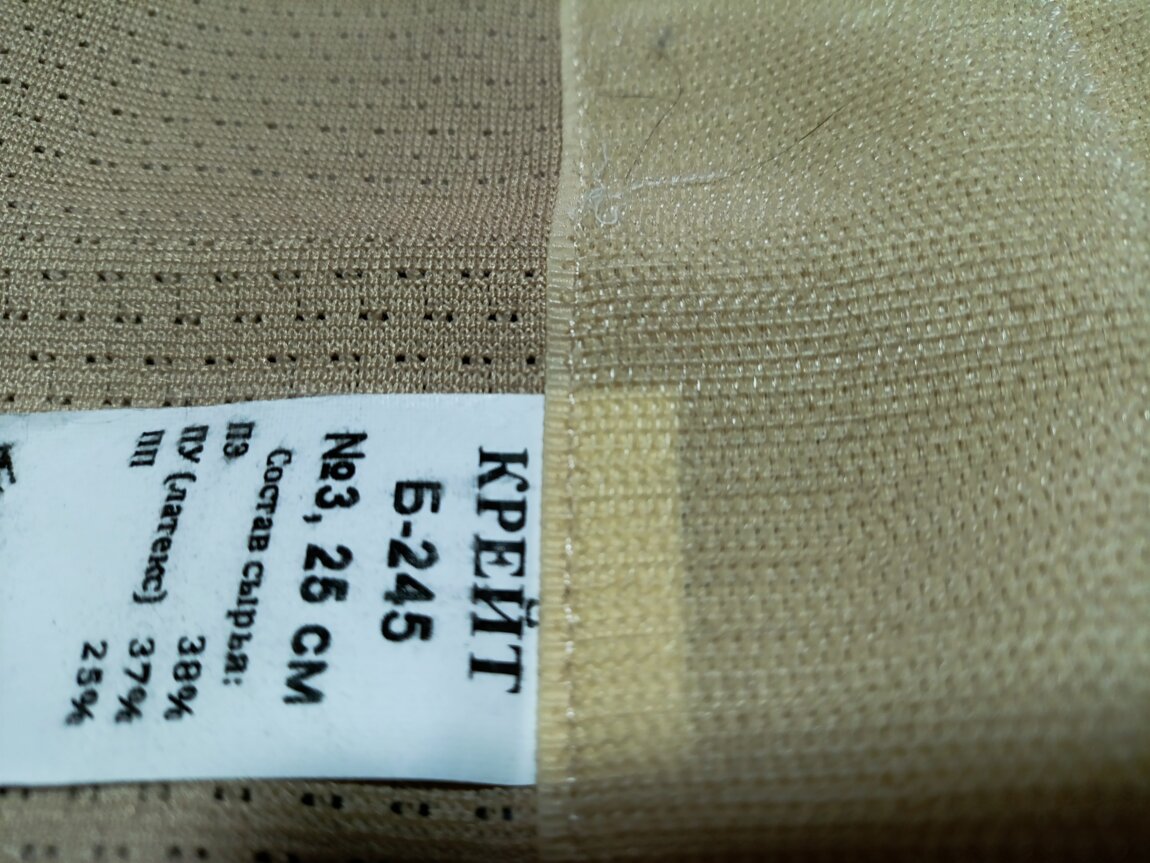 КРЕЙТ
Б-245
№3, 25 СМ
Состав сырья:
ПЭ 38%
ПУ (латекс) 37%
ПП 25%